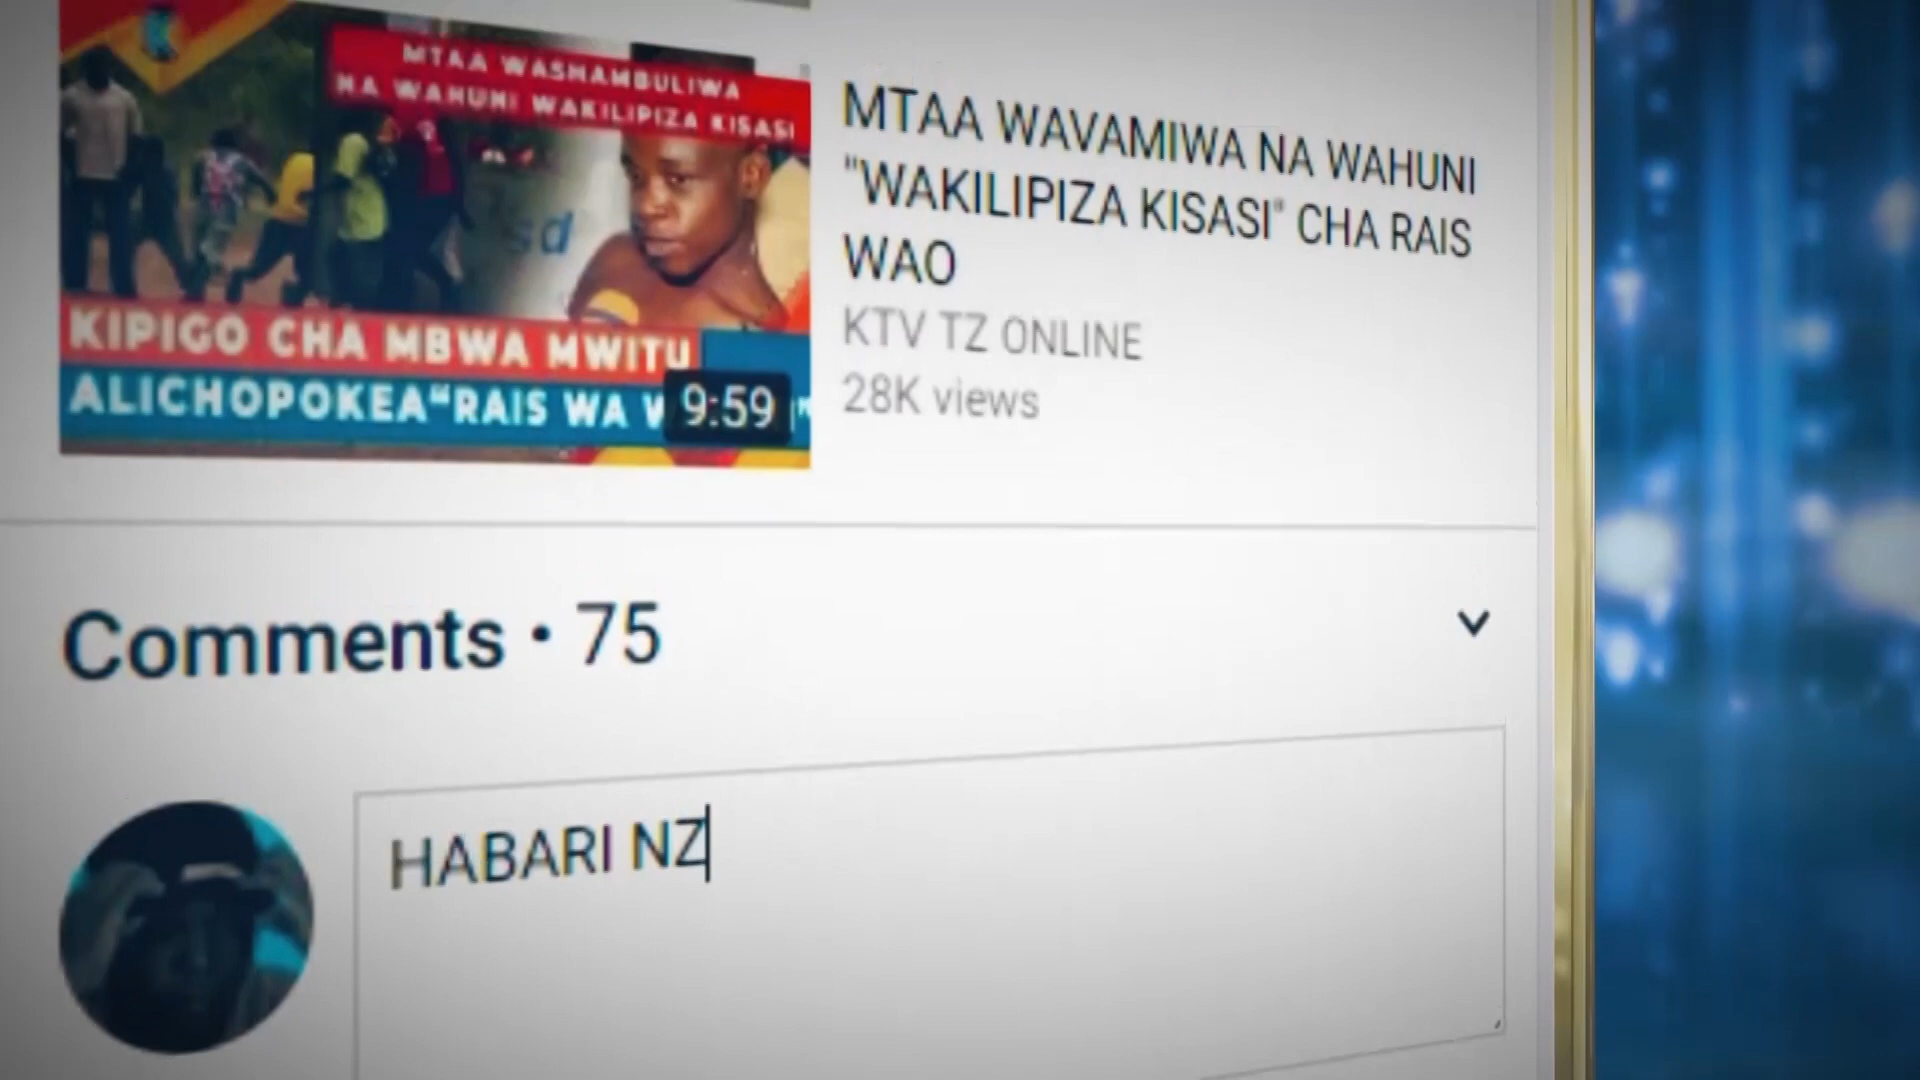 MTAA WASHAMBULIWA
NA WAHUNI WAKILIPIZA KISASI
sd
KIPIGO CHA MBWA MWITU
ALICHOPOKEA"RAIS WA
9:59
MTAA WAVAMIWA NA WAHUNI
"WAKILIPIZA KISASI" CHA RAIS
WAO
KTV TZ ONLINE
28K views
Comments • 75
HABARI NZ